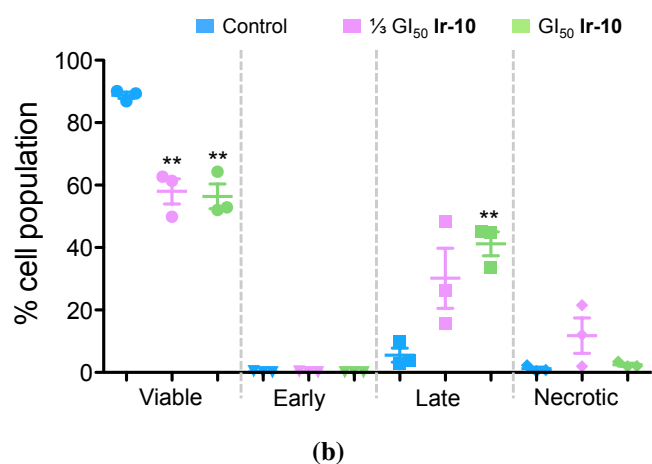 Control ⅓ GI₅₀ Ir-10 GI₅₀ Ir-10
% cell population
100
80
60
40
20
0
** **
**
Viable Early Late Necrotic
(b)